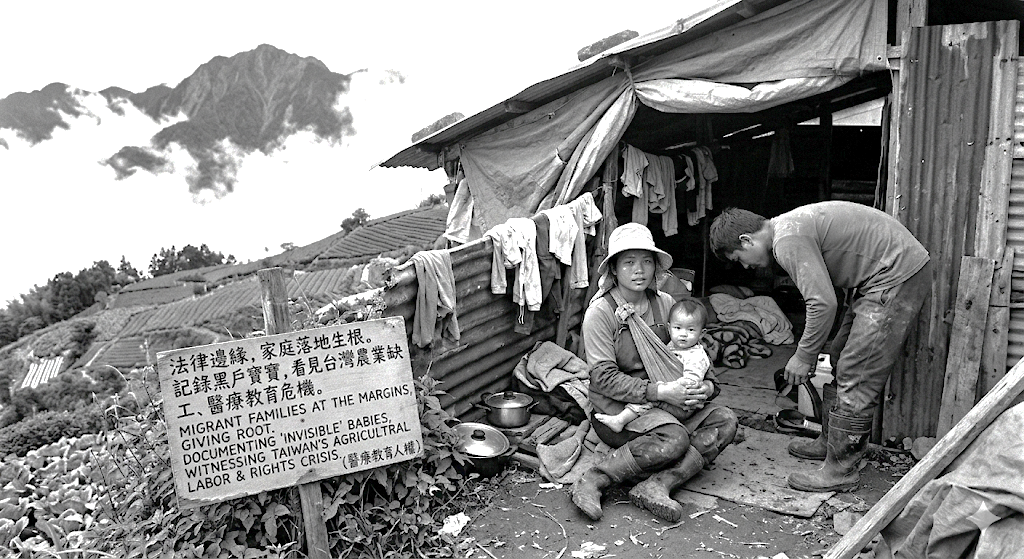 法律邊緣，家庭落地生根。
記錄黑戶寶寶，看見台灣農業缺
工、醫療教育危機。
MIGRANT FAMILIES AT THE MARGINS,
GIVING ROOT.
DOCUMENTING 'INVISIBLE' BABIES,
WITNESSING TAIWAN'S AGRICULTRAL
LABOR & RIGHTS CRISIS.
(醫療教育人權)